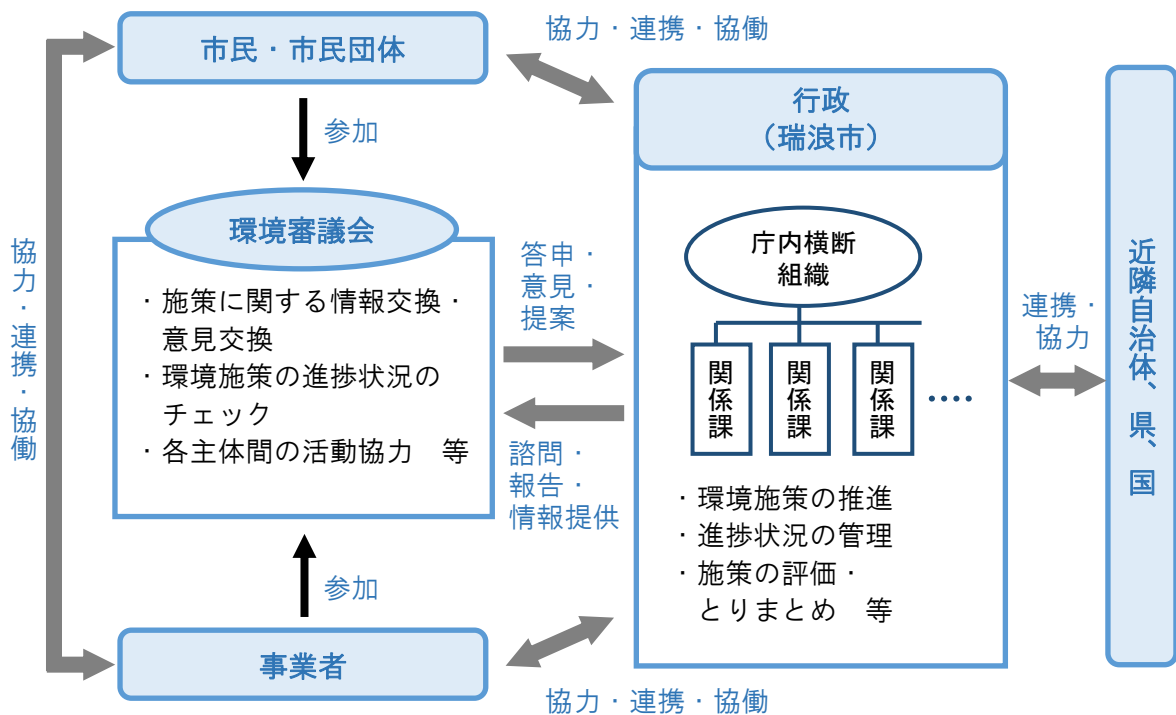 市民・市民団体
協力・連携・協働
行政
（瑞浪市）
参加
環境審議会
・施策に関する情報交換・
意見交換
・環境施策の進捗状況の
チェック
・各主体間の活動協力　等
協力・連携・協働
答申・
意見・
提案
諮問・
報告・
情報提供
庁内横断
組織
関係課
関係課
関係課
‥‥
・環境施策の推進
・進捗状況の管理
・施策の評価・
とりまとめ　等
連携・
協力
近隣自治体、県、国
参加
事業者
協力・連携・協働